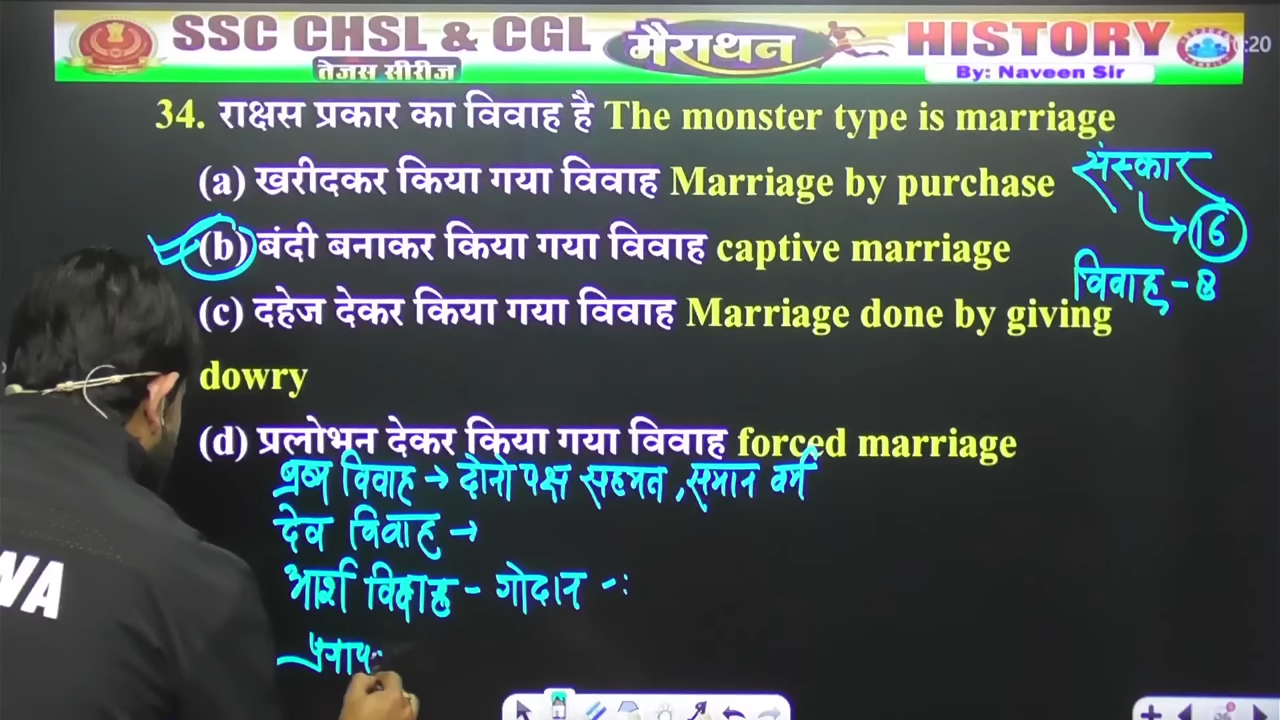 SSC CHSL & CGL मैराथन HISTORY
तेजस सीरीज By: Naveen Sir
34. राक्षस प्रकार का विवाह है The monster type is marriage
(a) खरीदकर किया गया विवाह Marriage by purchase
संस्कार
(b) बंदी बनाकर किया गया विवाह captive marriage
16
विवाह - 8
(c) दहेज देकर किया गया विवाह Marriage done by giving
dowry
(d) प्रलोभन देकर किया गया विवाह forced marriage
विवाह → दोनो पक्ष सहमत, समान वर्ग
देव विवाह →
आर्श विवाह - गोदान -:
प्रजाप
WA